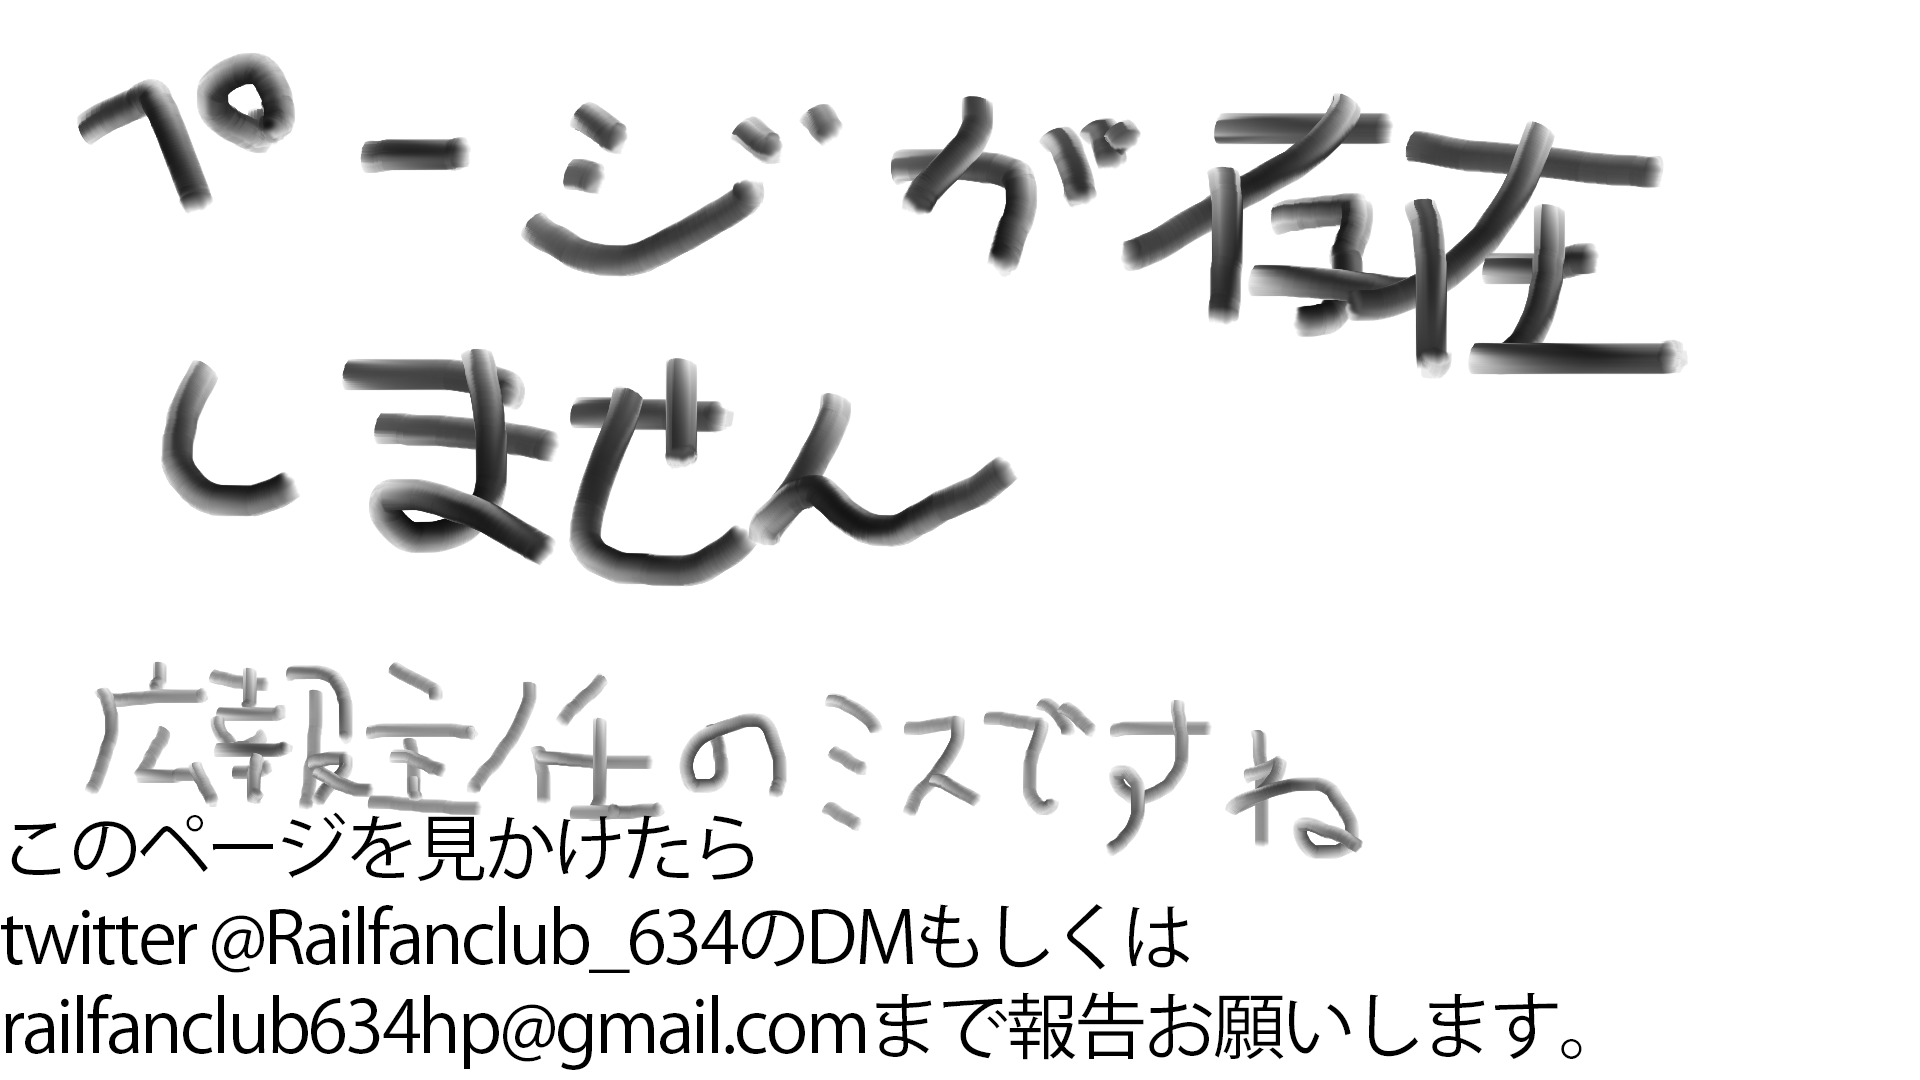 ページが存在
しません
広報主任のミスですね
このページを見かけたら
twitter @Railfanclub_634のDMもしくは
railfanclub634hp@gmail.comまで報告お願いします。